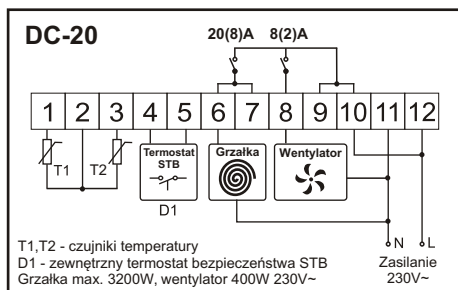 DC-20
20(8)A 8(2)A
1 2 3 4 5 6 7 8 9 10 11 12
T1 T2
Termostat
STB
Grzałka
Wentylator
D1
T1,T2 - czujniki temperatury
D1 - zewnętrzny termostat bezpieczeństwa STB
Grzałka max. 3200W, wentylator 400W 230V~
N L
Zasilanie
230V~